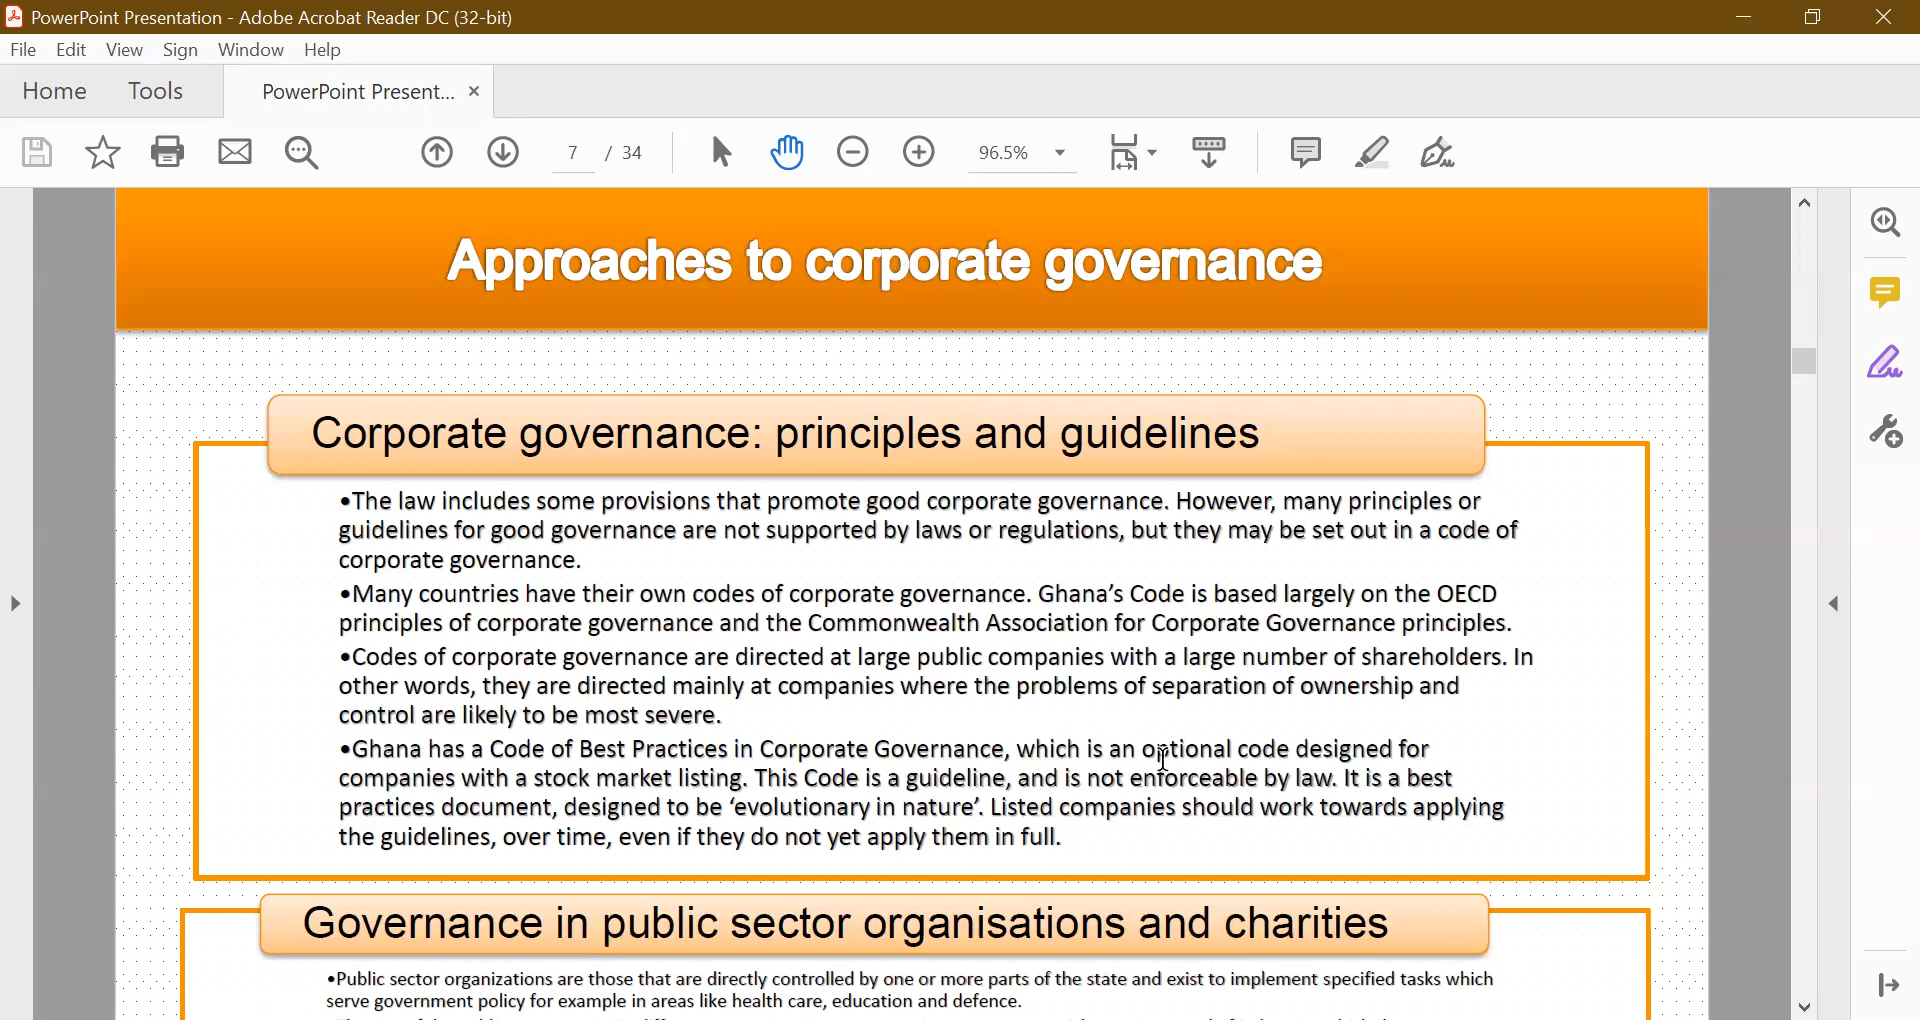 PowerPoint Presentation - Adobe Acrobat Reader DC (32-bit)
File Edit View Sign Window Help
Home Tools PowerPoint Present... ×
7 / 34 96.5%
Approaches to corporate governance
Corporate governance: principles and guidelines
•The law includes some provisions that promote good corporate governance. However, many principles or
guidelines for good governance are not supported by laws or regulations, but they may be set out in a code of
corporate governance.
•Many countries have their own codes of corporate governance. Ghana’s Code is based largely on the OECD
principles of corporate governance and the Commonwealth Association for Corporate Governance principles.
•Codes of corporate governance are directed at large public companies with a large number of shareholders. In
other words, they are directed mainly at companies where the problems of separation of ownership and
control are likely to be most severe.
•Ghana has a Code of Best Practices in Corporate Governance, which is an optional code designed for
companies with a stock market listing. This Code is a guideline, and is not enforceable by law. It is a best
practices document, designed to be ‘evolutionary in nature’. Listed companies should work towards applying
the guidelines, over time, even if they do not yet apply them in full.
Governance in public sector organisations and charities
•Public sector organizations are those that are directly controlled by one or more parts of the state and exist to implement specified tasks which
serve government policy for example in areas like health care, education and defence.